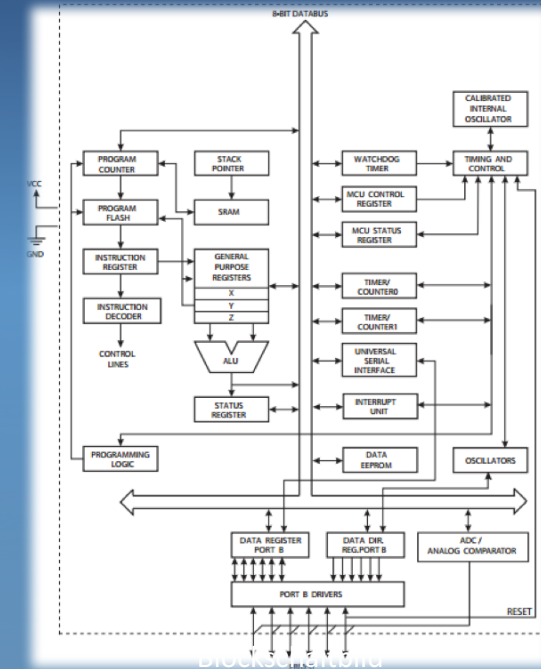 8-BIT DATABUS
CALIBRATED
INTERNAL
OSCILLATOR
PROGRAM
COUNTER
STACK
POINTER
WATCHDOG
TIMER
TIMING AND
CONTROL
VCC
MCU CONTROL
REGISTER
PROGRAM
FLASH
SRAM
MCU STATUS
REGISTER
GND
INSTRUCTION
REGISTER
GENERAL
PURPOSE
REGISTERS
X
Y
Z
TIMER/
COUNTER0
INSTRUCTION
DECODER
TIMER/
COUNTER1
CONTROL
LINES
ALU
UNIVERSAL
SERIAL
INTERFACE
STATUS
REGISTER
INTERRUPT
UNIT
PROGRAMMING
LOGIC
DATA
EEPROM
OSCILLATORS
DATA REGISTER
PORT B
DATA DIR.
REG.PORT B
ADC /
ANALOG COMPARATOR
PORT B DRIVERS
RESET
Blockschaltbild